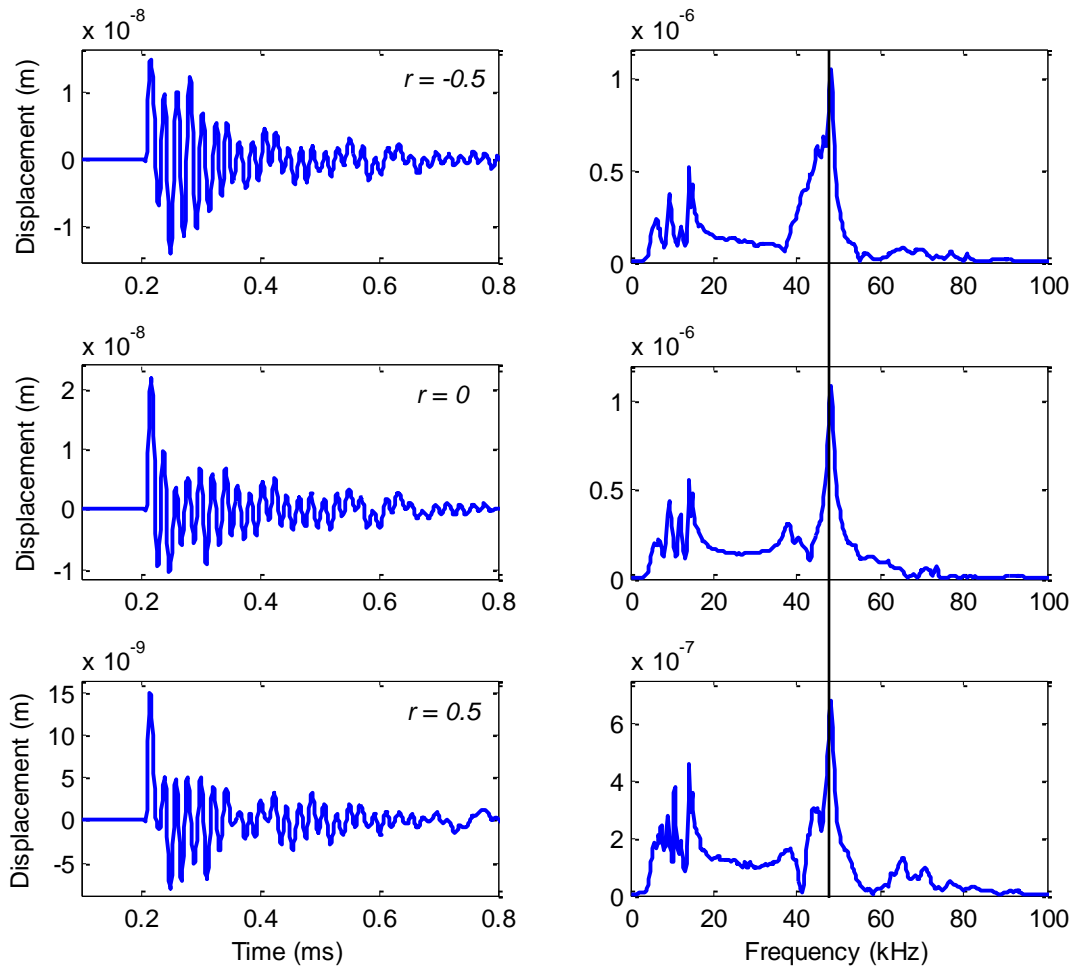 x 10-8
Displacement (m)
1
0
-1
r = -0.5
0.2 0.4 0.6 0.8
x 10-6
1
0.5
0
0 20 40 60 80 100
x 10-8
Displacement (m)
2
1
0
-1
r = 0
0.2 0.4 0.6 0.8
x 10-6
1
0.5
0
0 20 40 60 80 100
x 10-9
Displacement (m)
15
10
5
0
-5
r = 0.5
0.2 0.4 0.6 0.8
Time (ms)
x 10-7
6
4
2
0
0 20 40 60 80 100
Frequency (kHz)